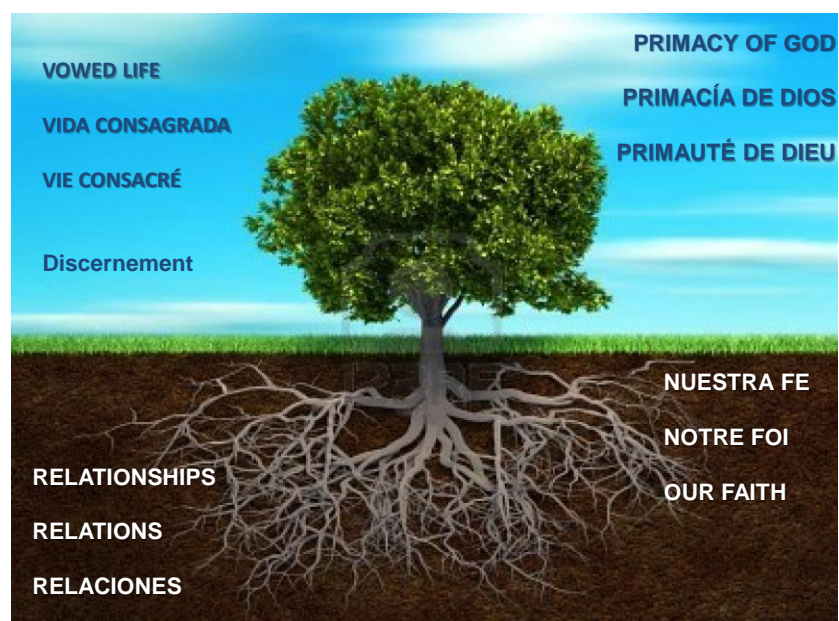 VOWED LIFE
VIDA CONSAGRADA
VIE CONSACRÉ
Discernement
PRIMACY OF GOD
PRIMACÍA DE DIOS
PRIMAUTÉ DE DIEU
NUESTRA FE
NOTRE FOI
OUR FAITH
RELATIONSHIPS
RELATIONS
RELACIONES